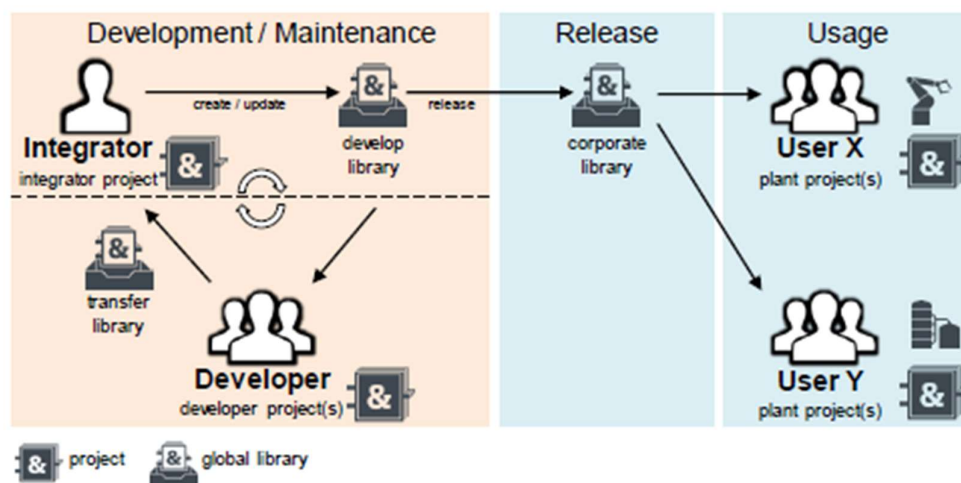 Development / Maintenance
Release
Usage
create / update
release
develop
library
corporate
library
Integrator
integrator project
User X
plant project(s)
transfer
library
Developer
developer project(s)
User Y
plant project(s)
project
global library
&
&
&
&
&
&
&
&
&
&